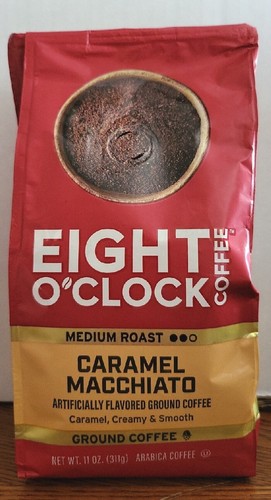 EIGHT
O'CLOCK
COFFEE
MEDIUM ROAST
CARAMEL
MACCHIATO
ARTIFICIALLY FLAVORED GROUND COFFEE
Caramel, Creamy & Smooth
GROUND COFFEE
NET WT. 11 OZ. (311g) ARABICA COFFEE